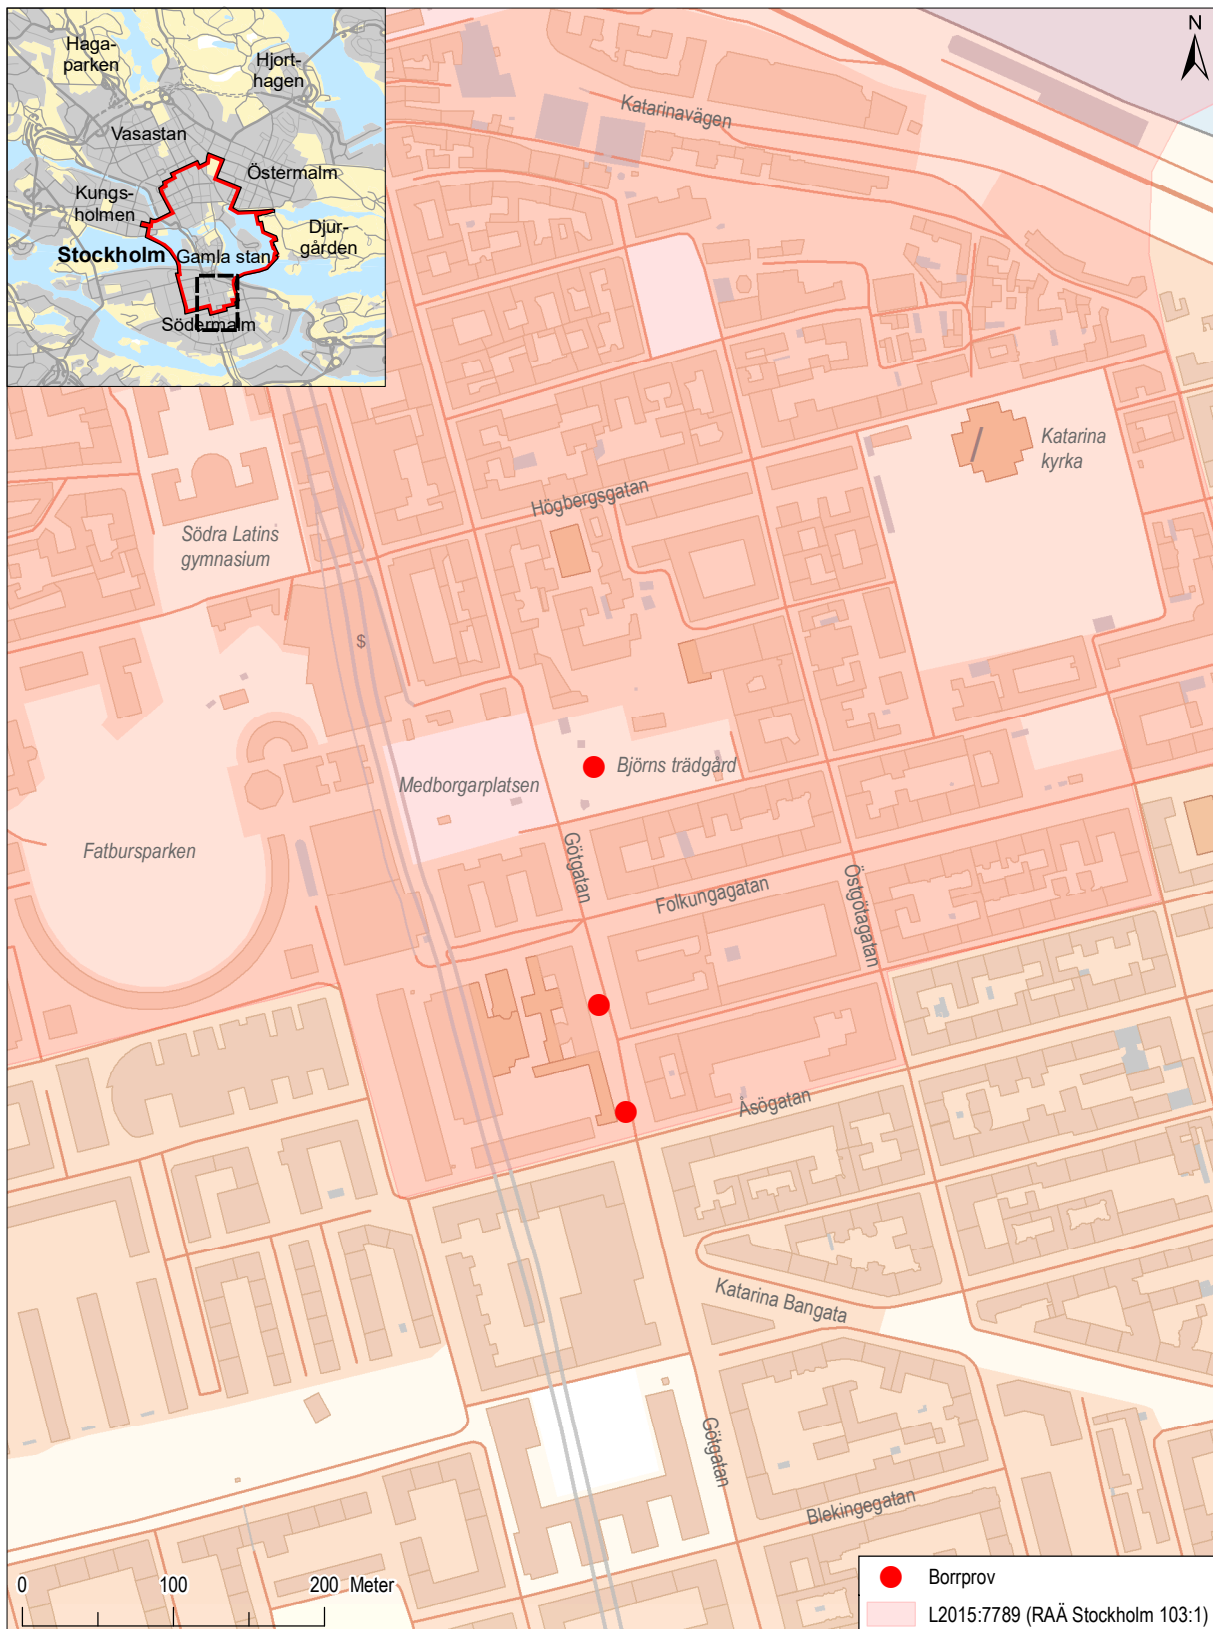 Haga-
parken
Hjort-
hagen
Vasastan
Östermalm
Kungs-
holmen
Djur-
gården
Stockholm
Gamla stan
Södermalm
N
Katarinavägen
Katarina
kyrka
Högbergsgatan
Södra Latins
gymnasium
$
Björns trädgård
Medborgarplatsen
Fatbursparken
Götgatan
Folkungagatan
Östgötagatan
Åsögatan
Katarina Bangata
Götgatan
Blekingegatan
0 100 200 Meter
Borrprov
L2015:7789 (RAÄ Stockholm 103:1)